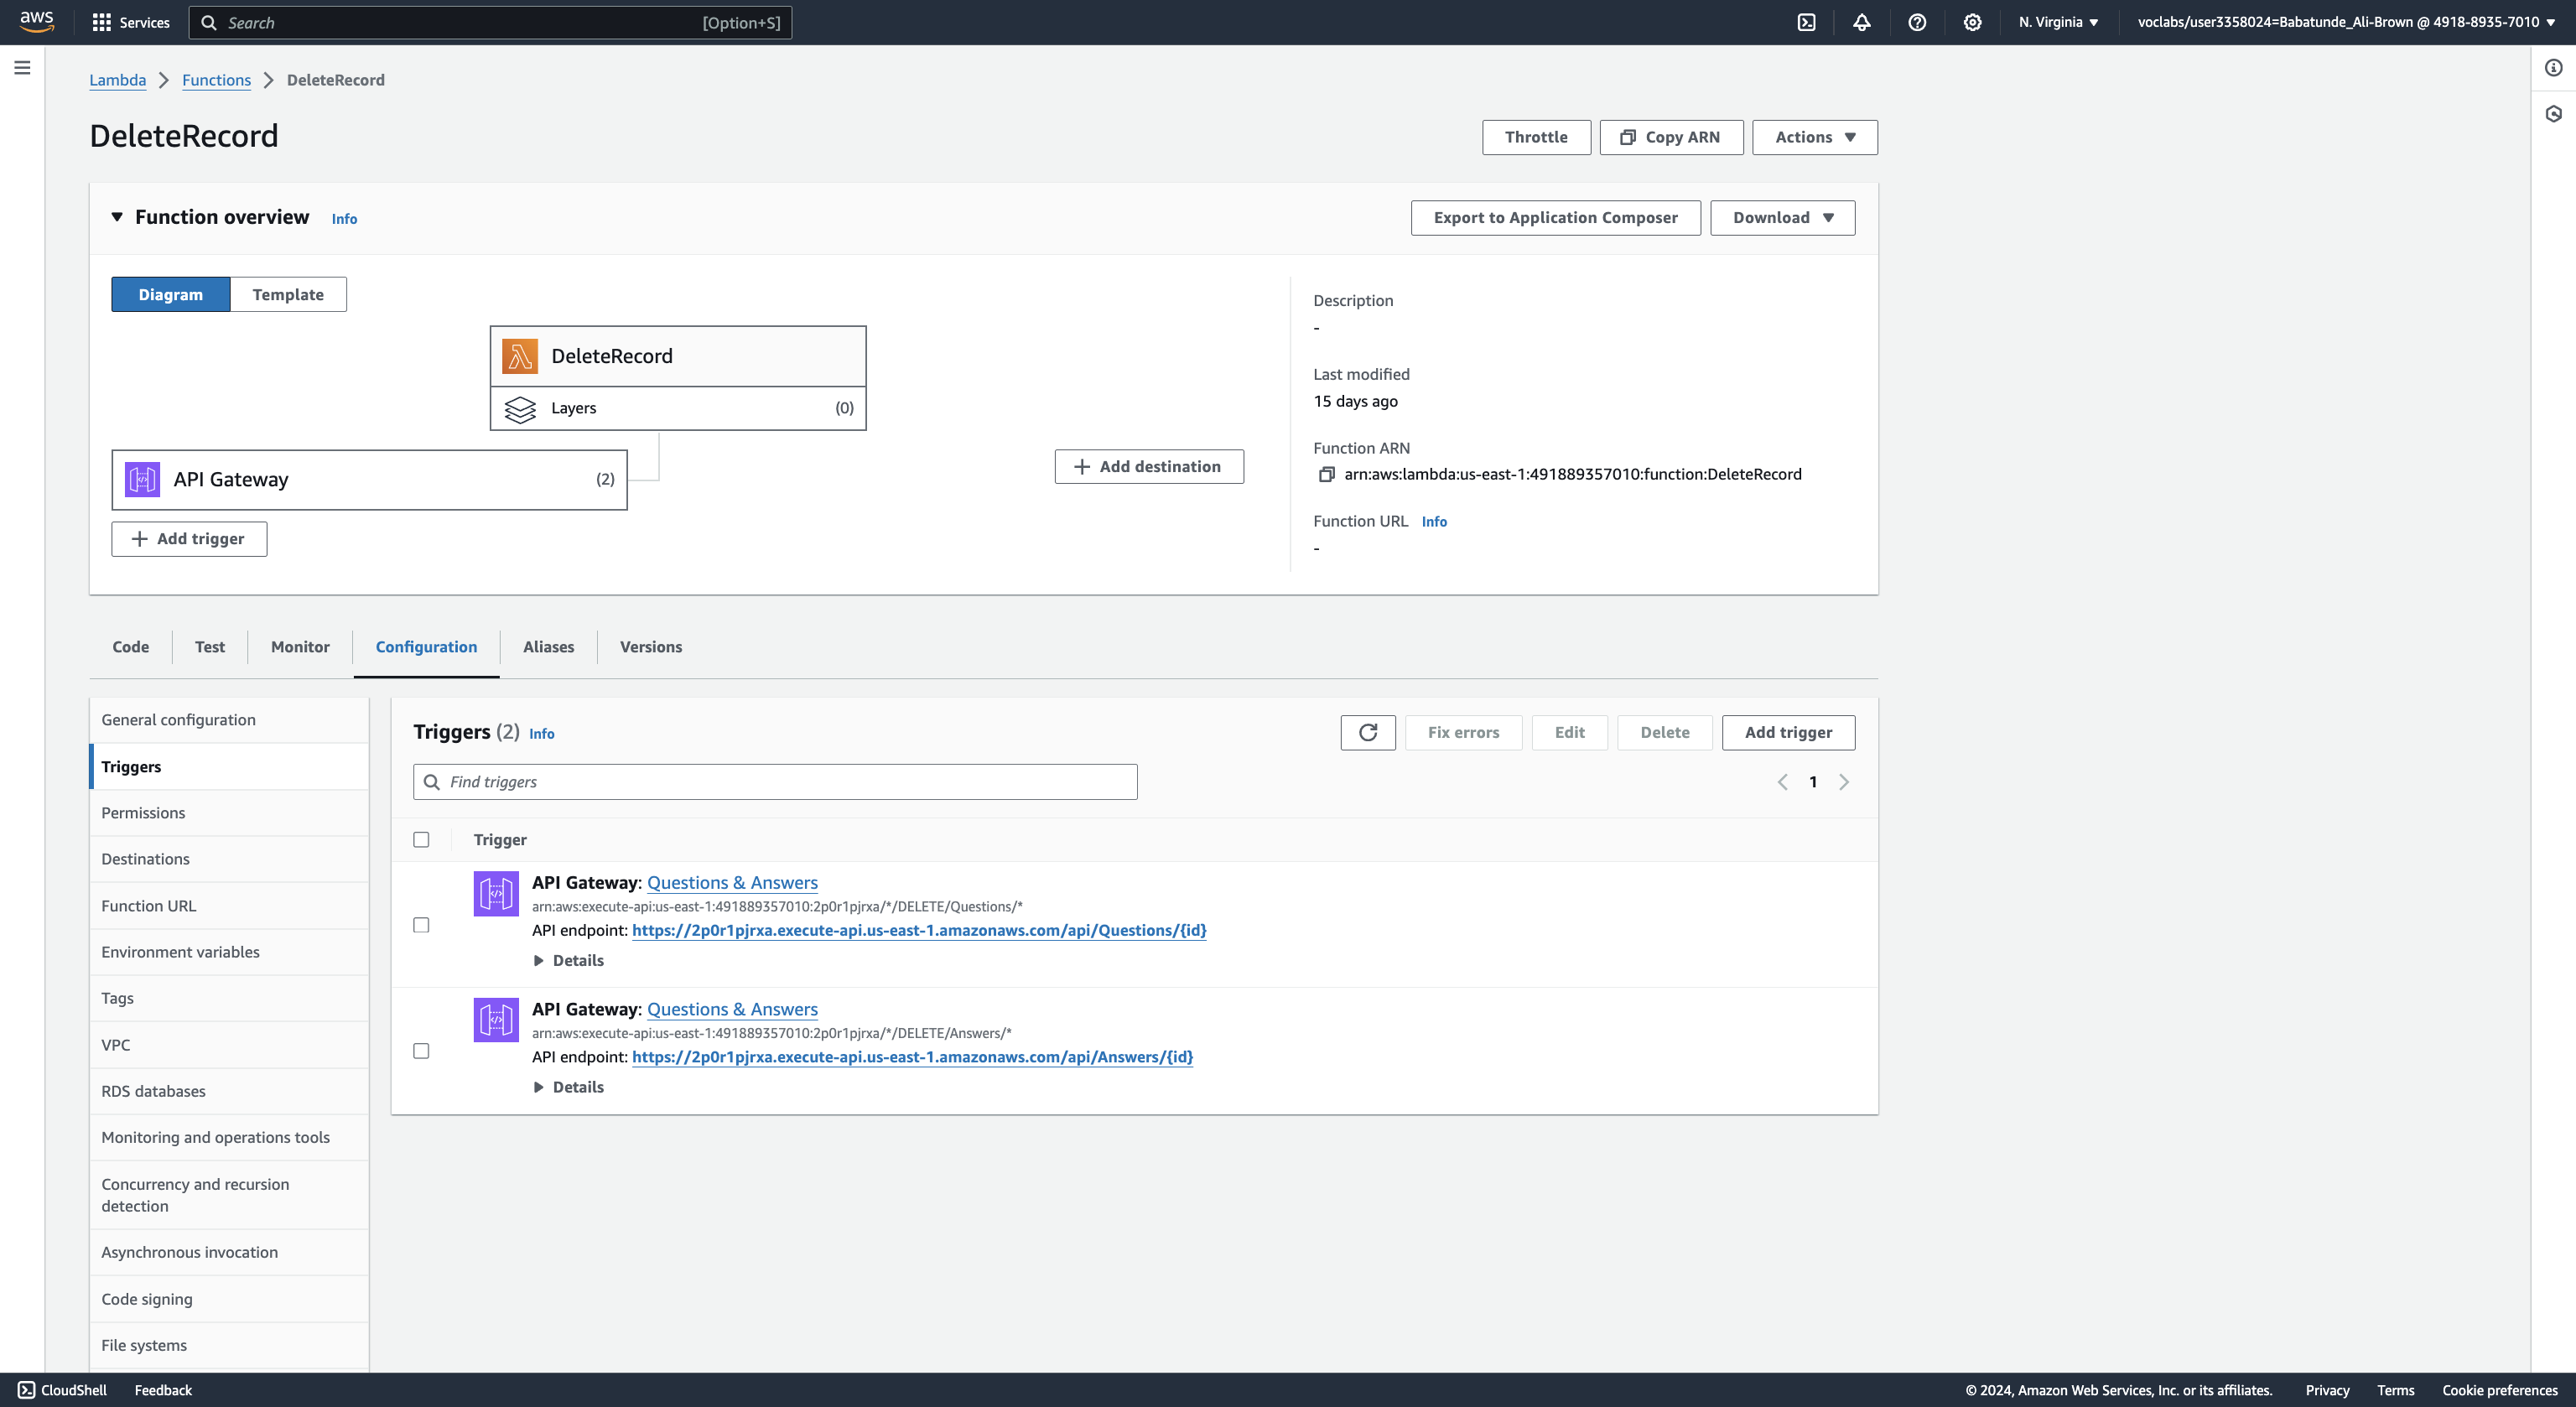 aws
Services
Search
[Option+S]
N. Virginia
voclabs/user3358024=Babatunde_Ali-Brown @ 4918-8935-7010
Lambda
Functions
DeleteRecord
DeleteRecord
Throttle
Copy ARN
Actions
Function overview
Info
Export to Application Composer
Download
Diagram
Template
DeleteRecord
Layers
(0)
API Gateway
(2)
Add trigger
Add destination
Description
-
Last modified
15 days ago
Function ARN
arn:aws:lambda:us-east-1:491889357010:function:DeleteRecord
Function URL
Info
-
Code
Test
Monitor
Configuration
Aliases
Versions
General configuration
Triggers
Permissions
Destinations
Function URL
Environment variables
Tags
VPC
RDS databases
Monitoring and operations tools
Concurrency and recursion
detection
Asynchronous invocation
Code signing
File systems
Triggers (2)
Info
Fix errors
Edit
Delete
Add trigger
Find triggers
1
Trigger
API Gateway: Questions & Answers
arn:aws:execute-api:us-east-1:491889357010:2p0r1pjrxa/*/DELETE/Questions/*
API endpoint: https://2p0r1pjrxa.execute-api.us-east-1.amazonaws.com/api/Questions/{id}
Details
API Gateway: Questions & Answers
arn:aws:execute-api:us-east-1:491889357010:2p0r1pjrxa/*/DELETE/Answers/*
API endpoint: https://2p0r1pjrxa.execute-api.us-east-1.amazonaws.com/api/Answers/{id}
Details
CloudShell
Feedback
© 2024, Amazon Web Services, Inc. or its affiliates.
Privacy
Terms
Cookie preferences